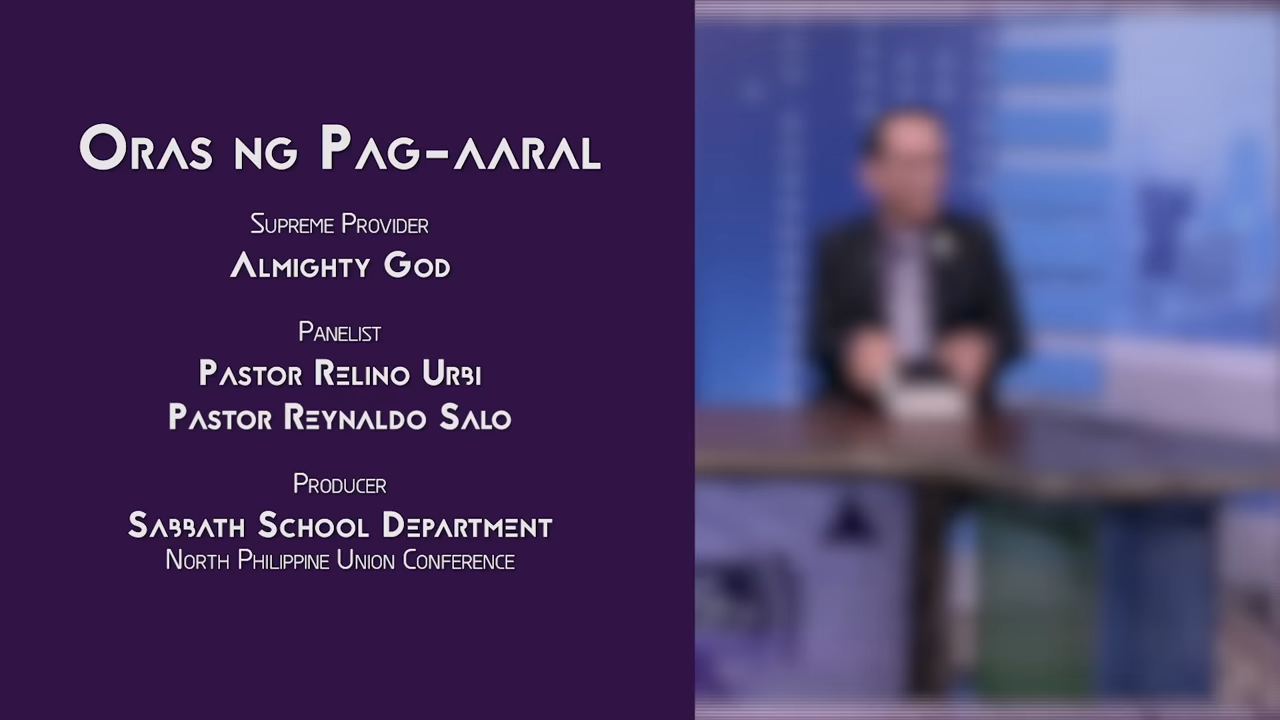 Oras ng Pag-aaral
Supreme Provider
Almighty God
Panelist
Pastor Relino Urbi
Pastor Reynaldo Salo
Producer
Sabbath School Department
North Philippine Union Conference